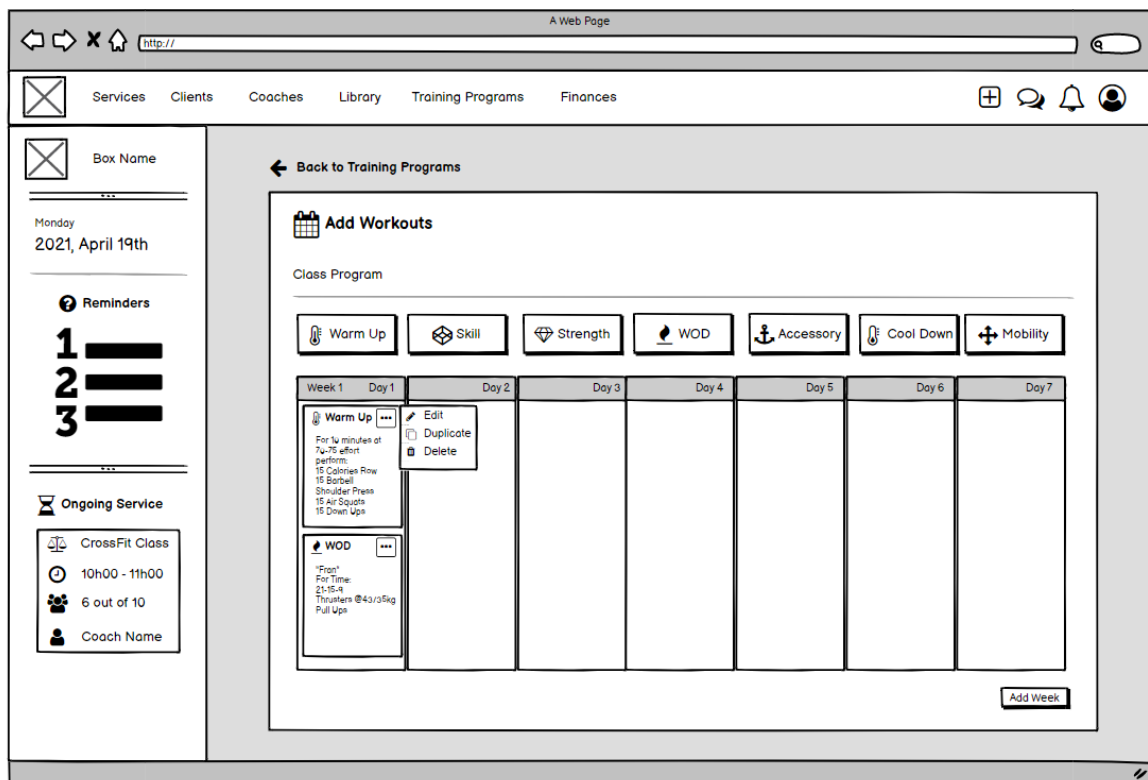 A Web Page
http://
Services Clients Coaches Library Training Programs Finances
Box Name
Monday
2021, April 19th
Reminders
1
2
3
Ongoing Service
CrossFit Class
10h00 - 11h00
6 out of 10
Coach Name
Back to Training Programs
Add Workouts
Class Program
Warm Up Skill Strength WOD Accessory Cool Down Mobility
Week 1 Day 1 Day 2 Day 3 Day 4 Day 5 Day 6 Day 7
Warm Up
For 10 minutes at
70-75 effort
perform:
15 Calories Row
15 Barbell
Shoulder Press
15 Air Squats
15 Down Ups
Edit
Duplicate
Delete
WOD
"Fran"
For Time:
21-15-9
Thrusters @43/35kg
Pull Ups
Add Week